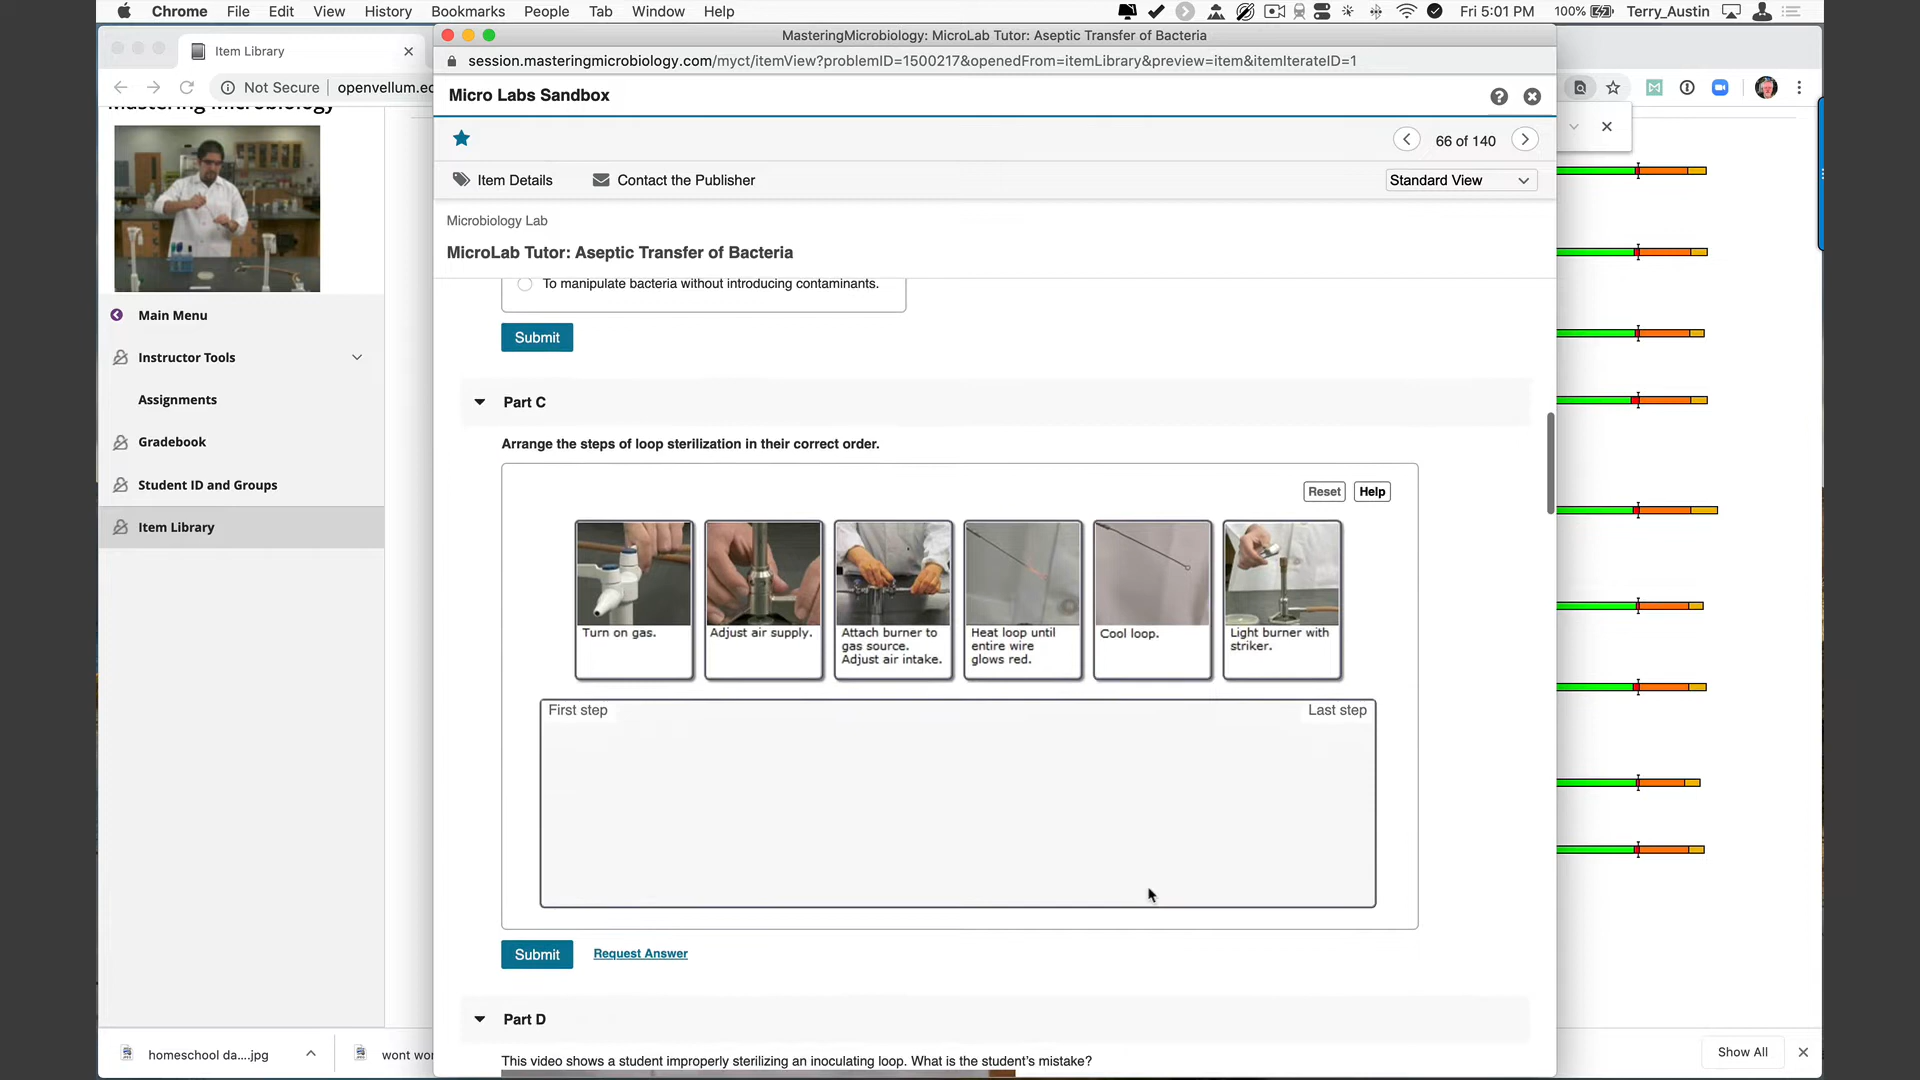 Chrome File Edit View History Bookmarks People Tab Window Help 100% Fri 5:01 PM Terry_Austin
MasteringMicrobiology: MicroLab Tutor: Aseptic Transfer of Bacteria
Item Library
session.masteringmicrobiology.com/myct/itemView?problemID=1500217&openedFrom=itemLibrary&preview=item&itemIterateID=1
Not Secure openvellum.ec
Mastering Microbiology
Micro Labs Sandbox
66 of 140
Item Details Contact the Publisher Standard View
Microbiology Lab
MicroLab Tutor: Aseptic Transfer of Bacteria
Main Menu
Instructor Tools
Assignments
Gradebook
Student ID and Groups
Item Library
To manipulate bacteria without introducing contaminants.
Submit
Part C
Arrange the steps of loop sterilization in their correct order.
Reset Help
Turn on gas.
Adjust air supply.
Attach burner to
gas source.
Adjust air intake.
Heat loop until
entire wire
glows red.
Cool loop.
Light burner with
striker.
First step Last step
Submit Request Answer
Part D
This video shows a student improperly sterilizing an inoculating loop. What is the student's mistake?
homeschool da....jpg wont wo
Show All